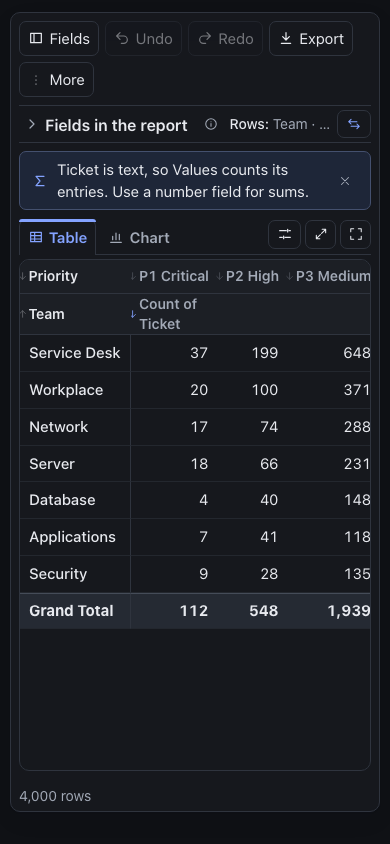 Fields Undo Redo Export
More
Fields in the report Rows: Team · ...
Σ Ticket is text, so Values counts its
entries. Use a number field for sums. ×
Table Chart
↓ Priority ↓ P1 Critical ↓ P2 High ↓ P3 Medium
↑ Team ↓ Count of
Ticket
Service Desk 37 199 648
Workplace 20 100 371
Network 17 74 288
Server 18 66 231
Database 4 40 148
Applications 7 41 118
Security 9 28 135
Grand Total 112 548 1,939
4,000 rows